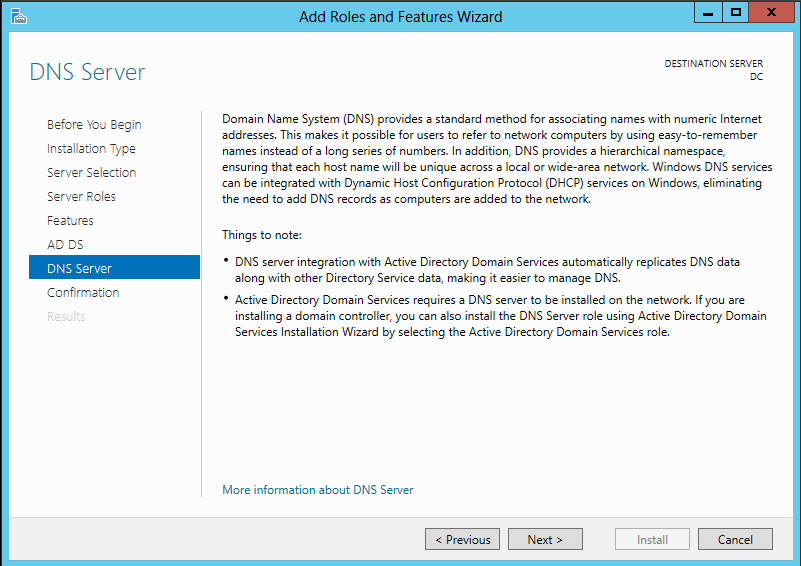 Add Roles and Features Wizard
DNS Server
DESTINATION SERVER
DC
Before You Begin
Installation Type
Server Selection
Server Roles
Features
AD DS
DNS Server
Confirmation
Results
Domain Name System (DNS) provides a standard method for associating names with numeric Internet
addresses. This makes it possible for users to refer to network computers by using easy-to-remember
names instead of a long series of numbers. In addition, DNS provides a hierarchical namespace,
ensuring that each host name will be unique across a local or wide-area network. Windows DNS services
can be integrated with Dynamic Host Configuration Protocol (DHCP) services on Windows, eliminating
the need to add DNS records as computers are added to the network.
Things to note:
• DNS server integration with Active Directory Domain Services automatically replicates DNS data
along with other Directory Service data, making it easier to manage DNS.
• Active Directory Domain Services requires a DNS server to be installed on the network. If you are
installing a domain controller, you can also install the DNS Server role using Active Directory Domain
Services Installation Wizard by selecting the Active Directory Domain Services role.
More information about DNS Server
< Previous
Next >
Install
Cancel